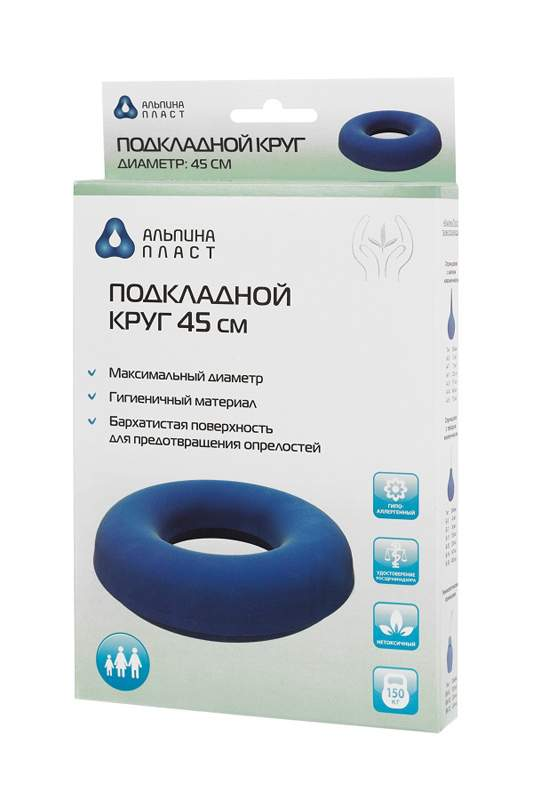 АЛЬПИНА
ПЛАСТ
ПОДКЛАДНОЙ КРУГ
ДИАМЕТР: 45 СМ
АЛЬПИНА
ПЛАСТ
ПОДКЛАДНОЙ
КРУГ 45 СМ
Максимальный диаметр
Гигиеничный материал
Бархатистая поверхность
для предотвращения опрелостей
ГИПО-
АЛЛЕРГЕННЫЙ
УДОСТОВЕРЕНИЕ
РОСЗДРАВНАДЗОРА
НЕТОКСИЧНЫЙ
150
КГ